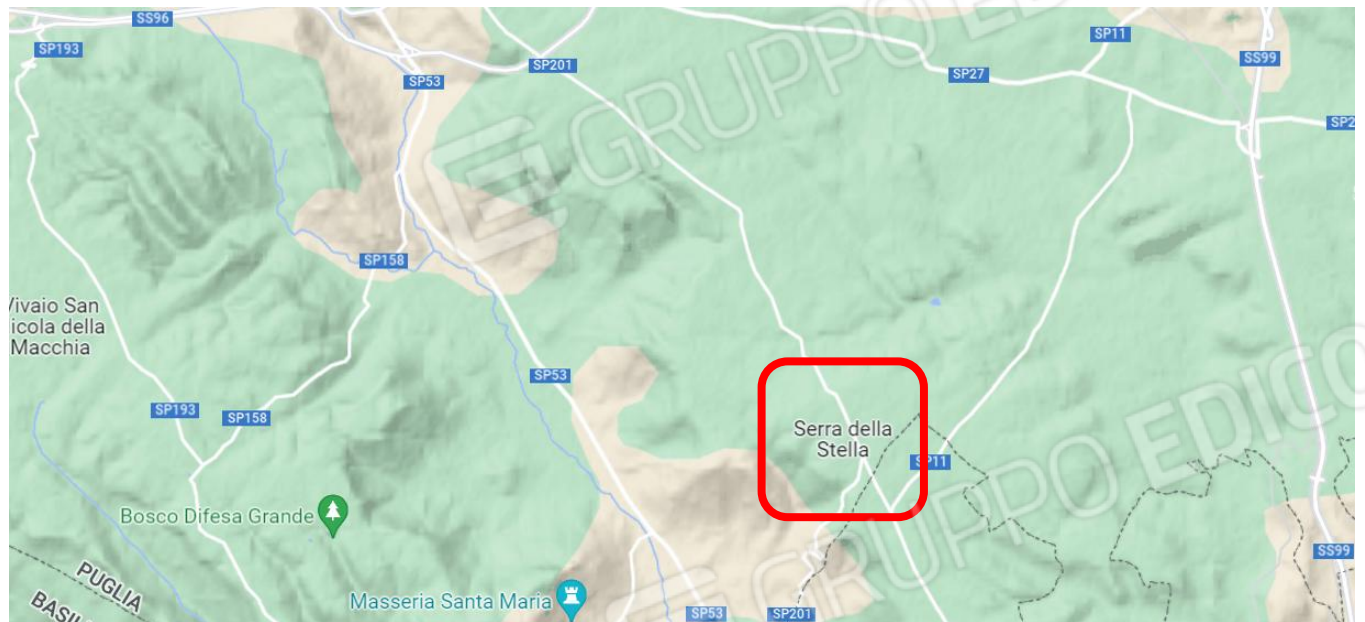 SS96
SP193
SP53
SP201
SP27
SP11
SS99
SP2
SP158
Vivaio San
icola della
Macchia
SP53
SP193
SP158
Serra della
Stella
SP11
Bosco Difesa Grande
PUGLIA
Masseria Santa Maria
SP53
SP201
SS99
GRUPPO EDICO
GRUPPO EDICO